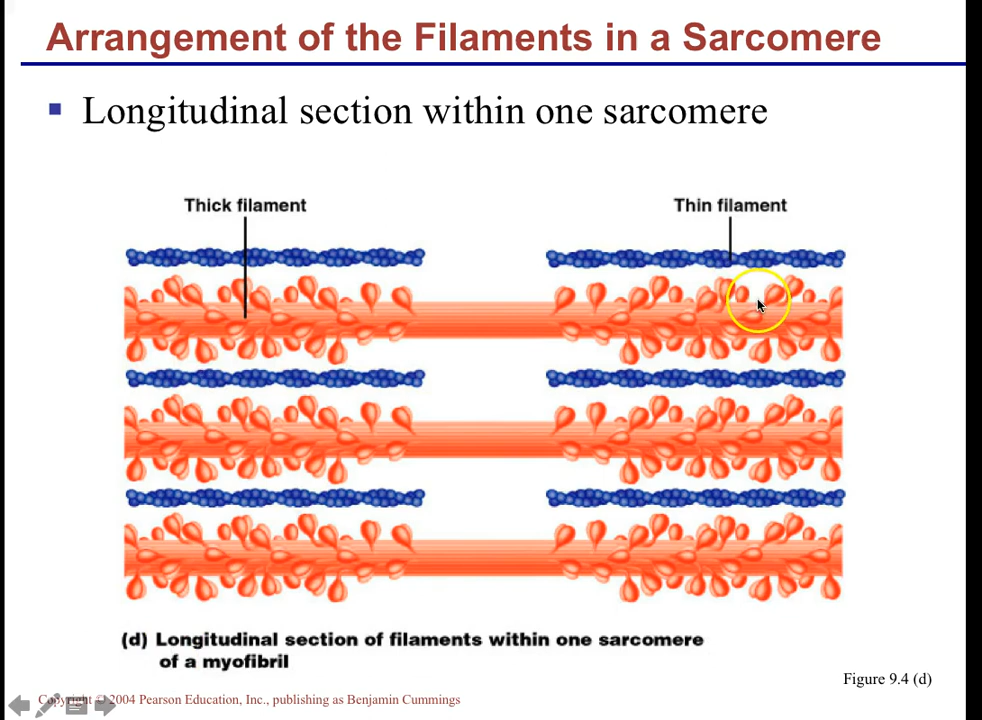 Arrangement of the Filaments in a Sarcomere
Longitudinal section within one sarcomere
Thick filament
Thin filament
(d) Longitudinal section of filaments within one sarcomere
of a myofibril
Figure 9.4 (d)
Copyright © 2004 Pearson Education, Inc., publishing as Benjamin Cummings